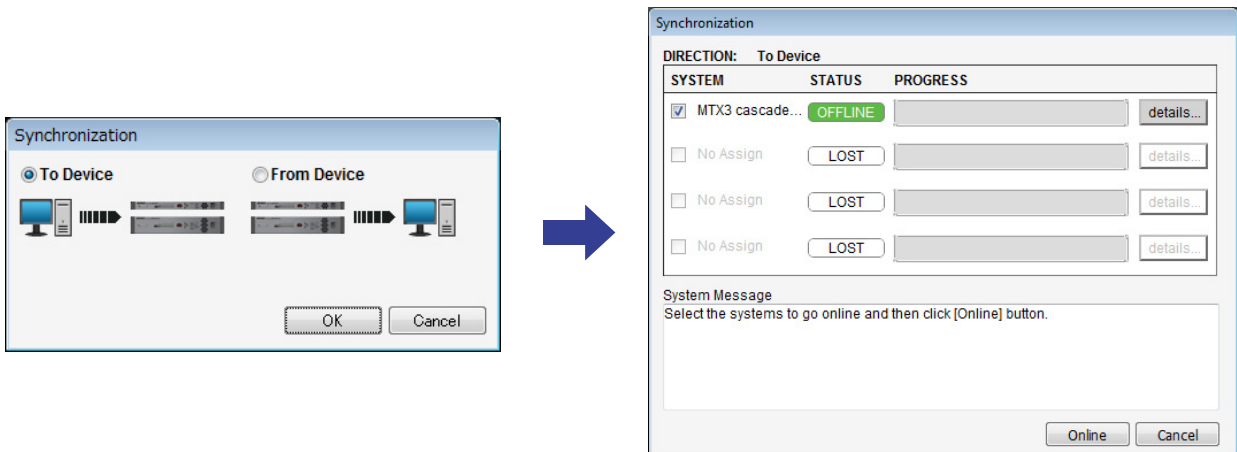 Synchronization
To Device From Device
OK Cancel
Synchronization
DIRECTION: To Device
SYSTEM STATUS PROGRESS
MTX3 cascade... OFFLINE details...
No Assign LOST details...
No Assign LOST details...
No Assign LOST details...
System Message
Select the systems to go online and then click [Online] button.
Online Cancel